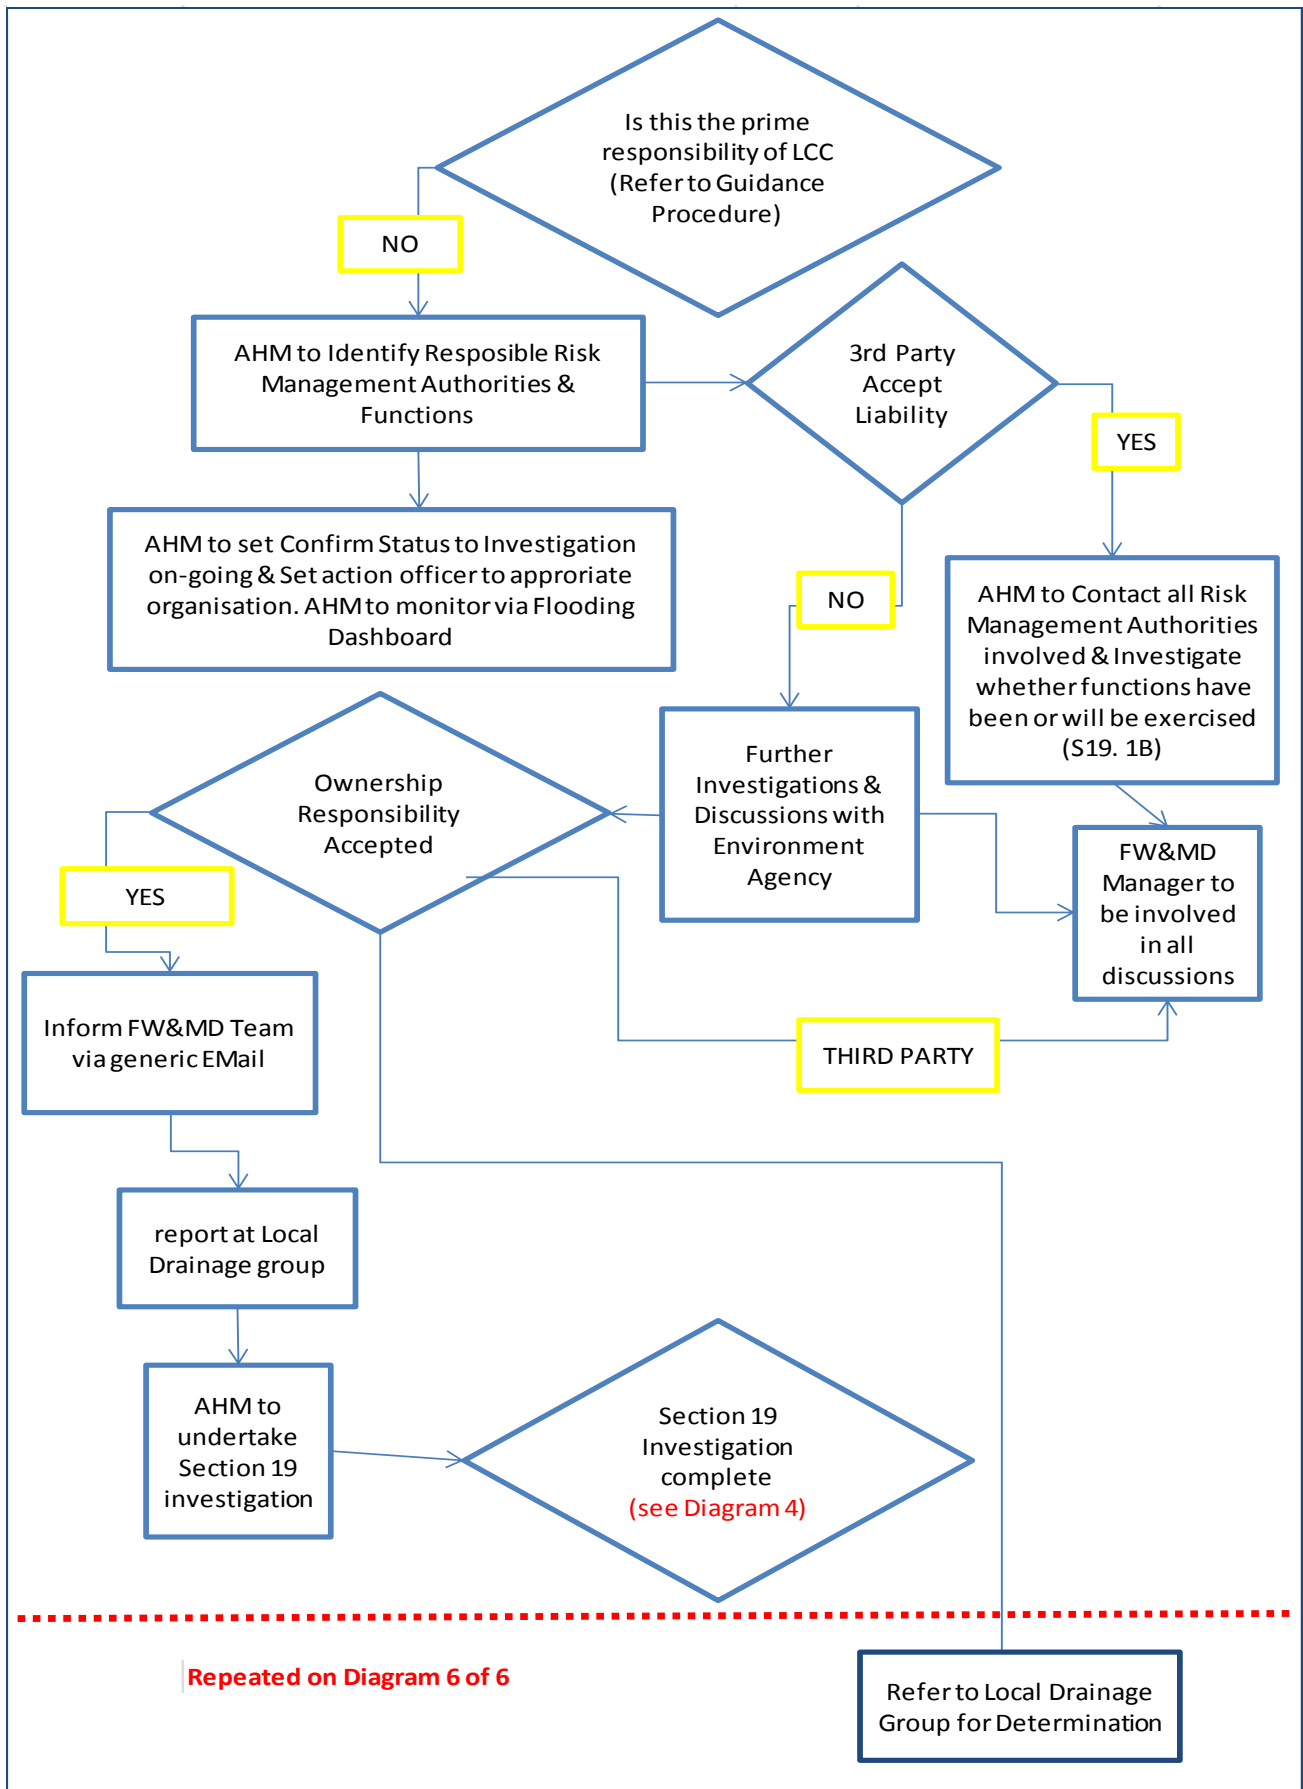 Is this the prime
responsibility of LCC
(Refer to Guidance
Procedure)
NO
AHM to Identify Resposible Risk
Management Authorities &
Functions
3rd Party
Accept
Liability
YES
AHM to set Confirm Status to Investigation
on-going & Set action officer to approriate
organisation. AHM to monitor via Flooding
Dashboard
NO
AHM to Contact all Risk
Management Authorities
involved & Investigate
whether functions have
been or will be exercised
(S19. 1B)
Ownership
Responsibility
Accepted
Further
Investigations &
Discussions with
Environment
Agency
FW&MD
Manager to
be involved
in all
discussions
YES
Inform FW&MD Team
via generic EMail
THIRD PARTY
report at Local
Drainage group
AHM to
undertake
Section 19
investigation
Section 19
Investigation
complete
(see Diagram 4)
Repeated on Diagram 6 of 6
Refer to Local Drainage
Group for Determination